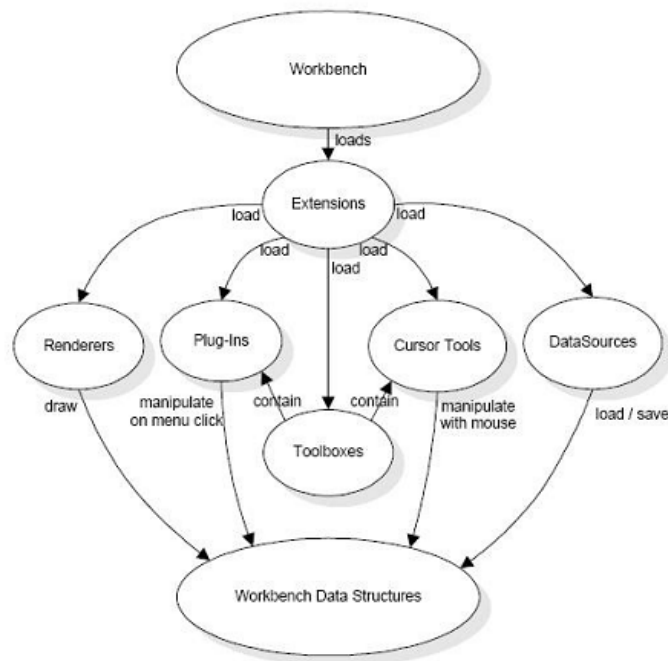 Workbench
loads
Extensions
load
load
load
load
load
Renderers
Plug-Ins
Cursor Tools
DataSources
draw
manipulate
on menu click
contain
contain
manipulate
with mouse
load / save
Toolboxes
Workbench Data Structures